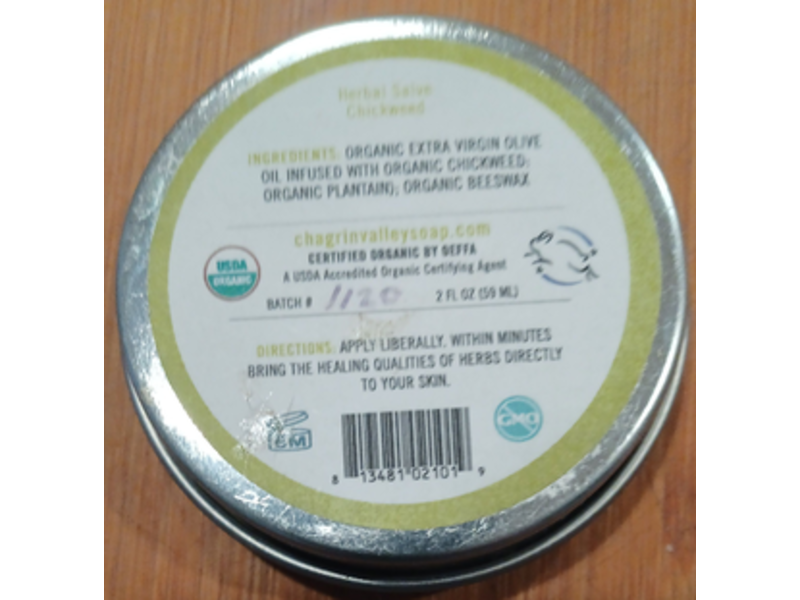 Herbal Salve
Chickweed
INGREDIENTS: ORGANIC EXTRA VIRGIN OLIVE
OIL INFUSED WITH ORGANIC CHICKWEED;
ORGANIC PLANTAIN); ORGANIC BEESWAX
chagrinvalleysoap.com
CERTIFIED ORGANIC BY OEFFA
A USDA Accredited Organic Certifying Agent
USDA
ORGANIC
BATCH # 1120 2 FL OZ (59 ML)
DIRECTIONS: APPLY LIBERALLY. WITHIN MINUTES
BRING THE HEALING QUALITIES OF HERBS DIRECTLY
TO YOUR SKIN.
6M
GMO
8 13481 02101 9